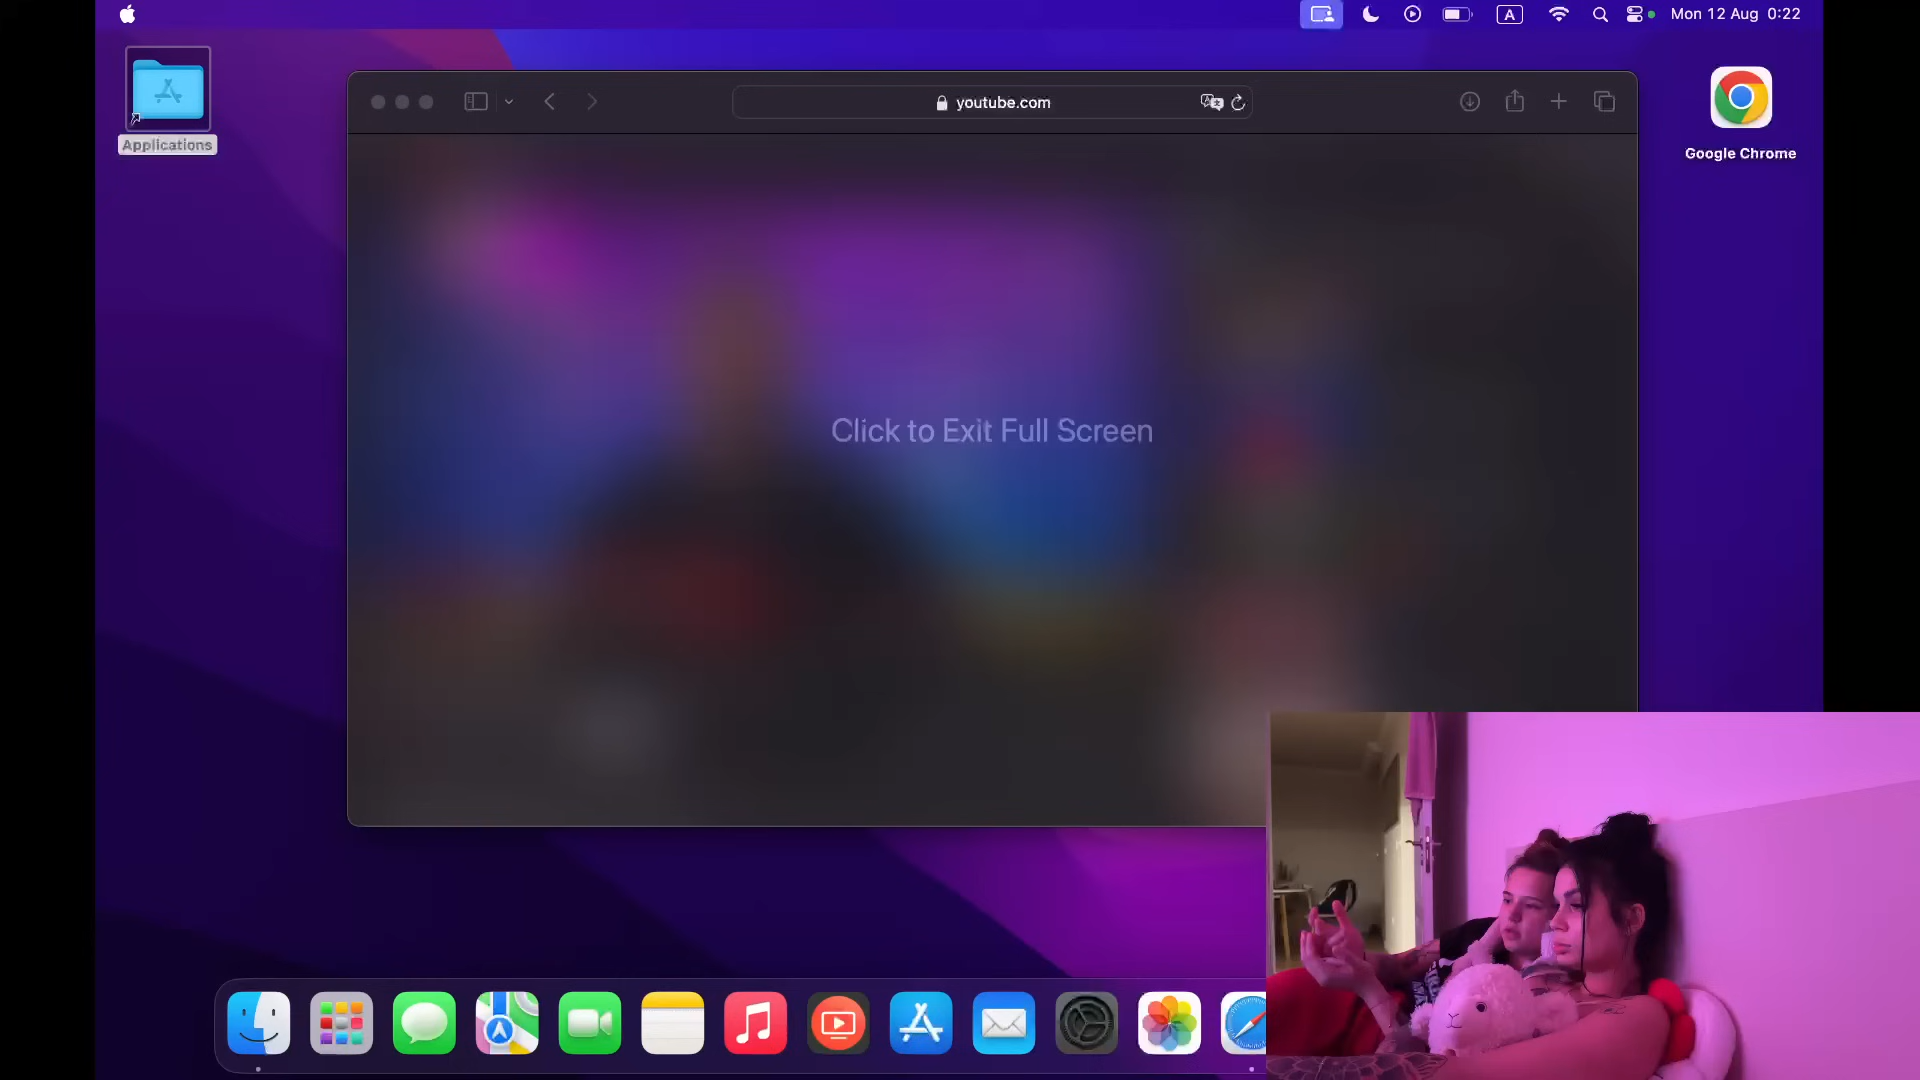 A
Mon 12 Aug 0:22
youtube.com
Applications
Google Chrome
Click to Exit Full Screen